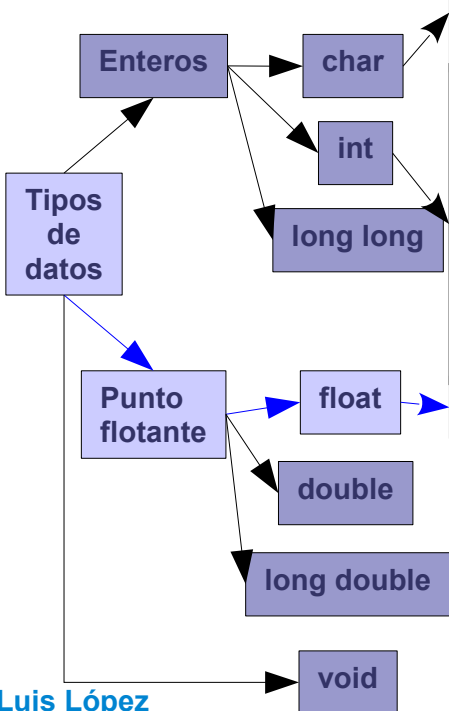 Enteros
char
int
Tipos
de
datos
long long
Punto
flotante
float
double
long double
void
Luis López